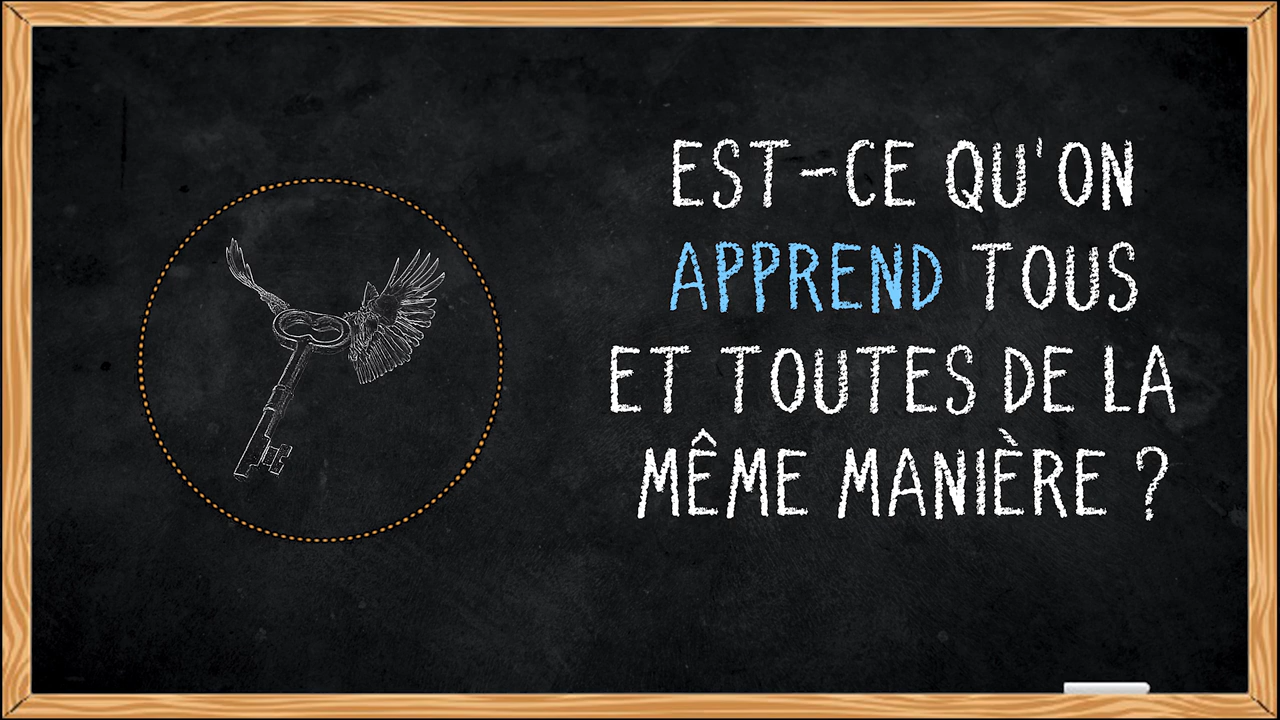 EST-CE QU'ON
APPREND TOUS
ET TOUTES DE LA
MÊME MANIÈRE ?